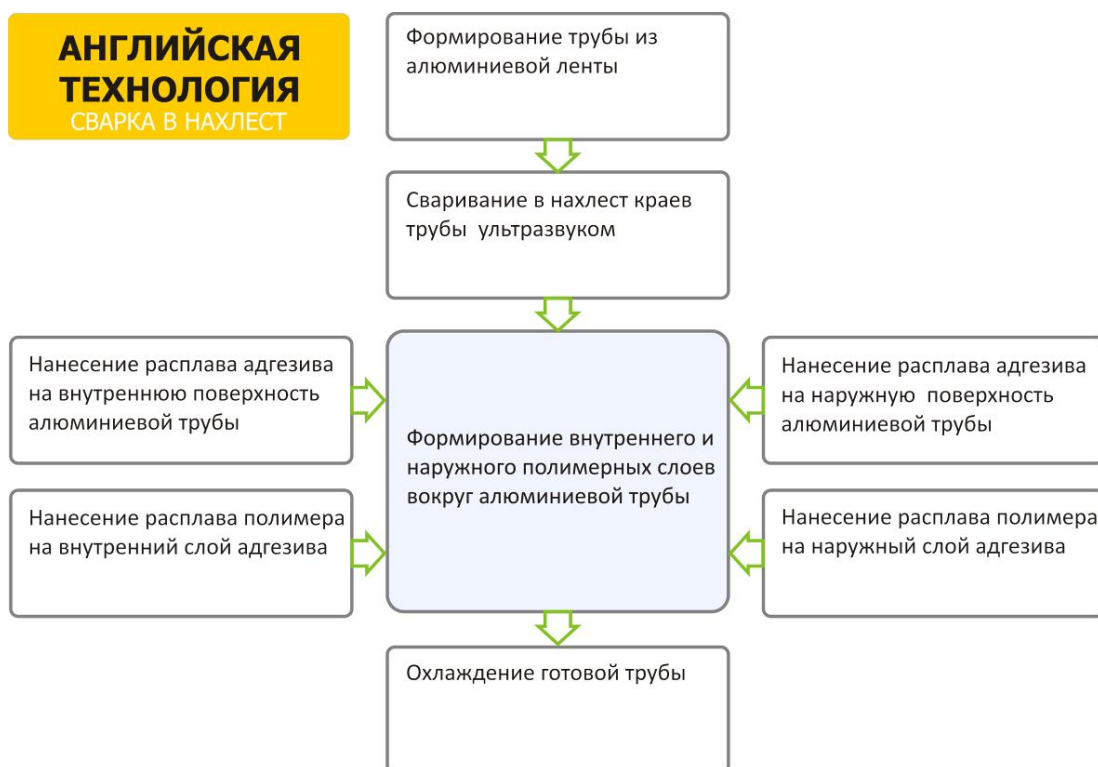 АНГЛИЙСКАЯ
ТЕХНОЛОГИЯ
СВАРКА В НАХЛЕСТ
Формирование трубы из
алюминиевой ленты
Сваривание в нахлест краев
трубы ультразвуком
Нанесение расплава адгезива
на внутреннюю поверхность
алюминиевой трубы
Нанесение расплава полимера
на внутренний слой адгезива
Формирование внутреннего и
наружного полимерных слоев
вокруг алюминиевой трубы
Нанесение расплава адгезива
на наружную поверхность
алюминиевой трубы
Нанесение расплава полимера
на наружный слой адгезива
Охлаждение готовой трубы